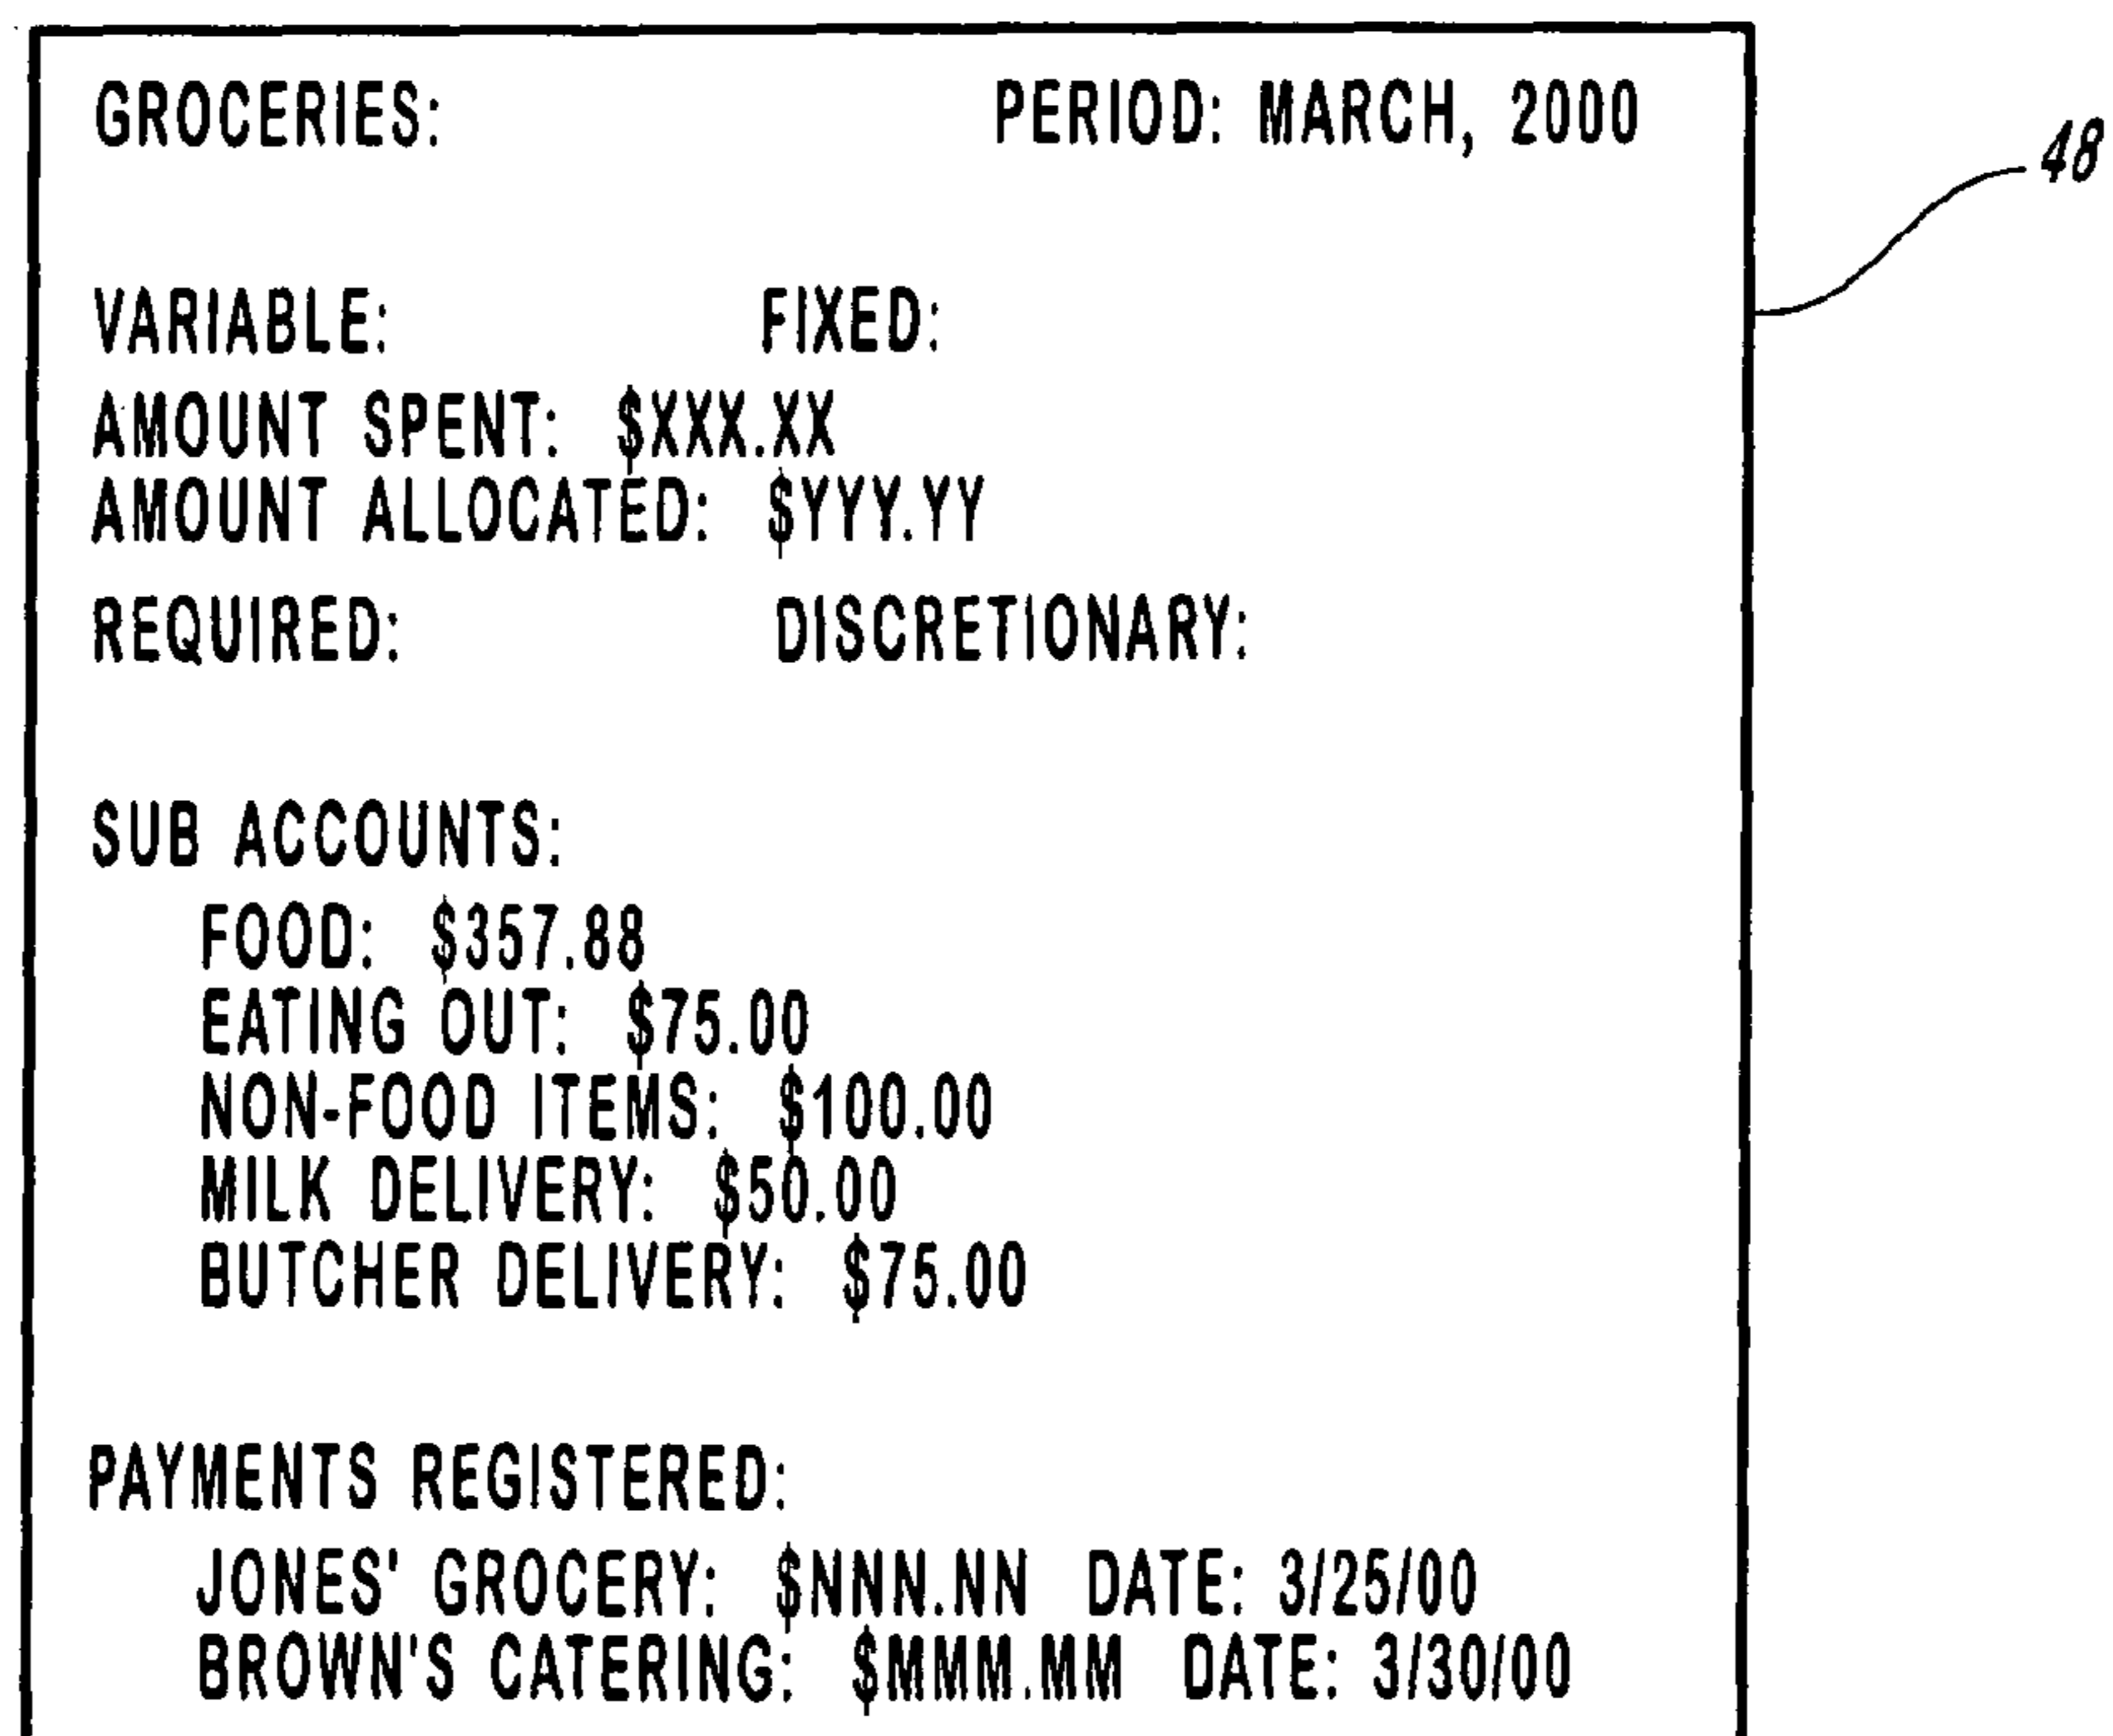 GROCERIES: PERIOD: MARCH, 2000
48
VARIABLE: FIXED:
AMOUNT SPENT: $XXX.XX
AMOUNT ALLOCATED: $YYY.YY
REQUIRED: DISCRETIONARY:
SUB ACCOUNTS:
FOOD: $357.88
EATING OUT: $75.00
NON-FOOD ITEMS: $100.00
MILK DELIVERY: $50.00
BUTCHER DELIVERY: $75.00
PAYMENTS REGISTERED:
JONES' GROCERY: $NNN.NN DATE: 3/25/00
BROWN'S CATERING: $MMM.MM DATE: 3/30/00